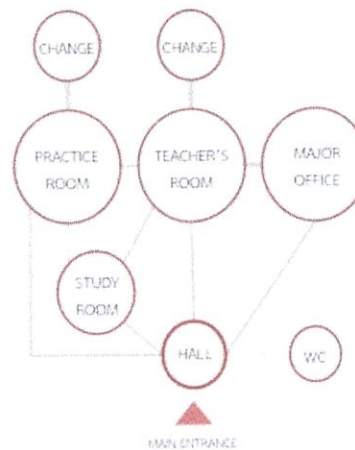 CHANGE
CHANGE
PRACTICE
ROOM
TEACHER'S
ROOM
MAJOR
OFFICE
STUDY
ROOM
HALL
WC
MAIN ENTRANCE